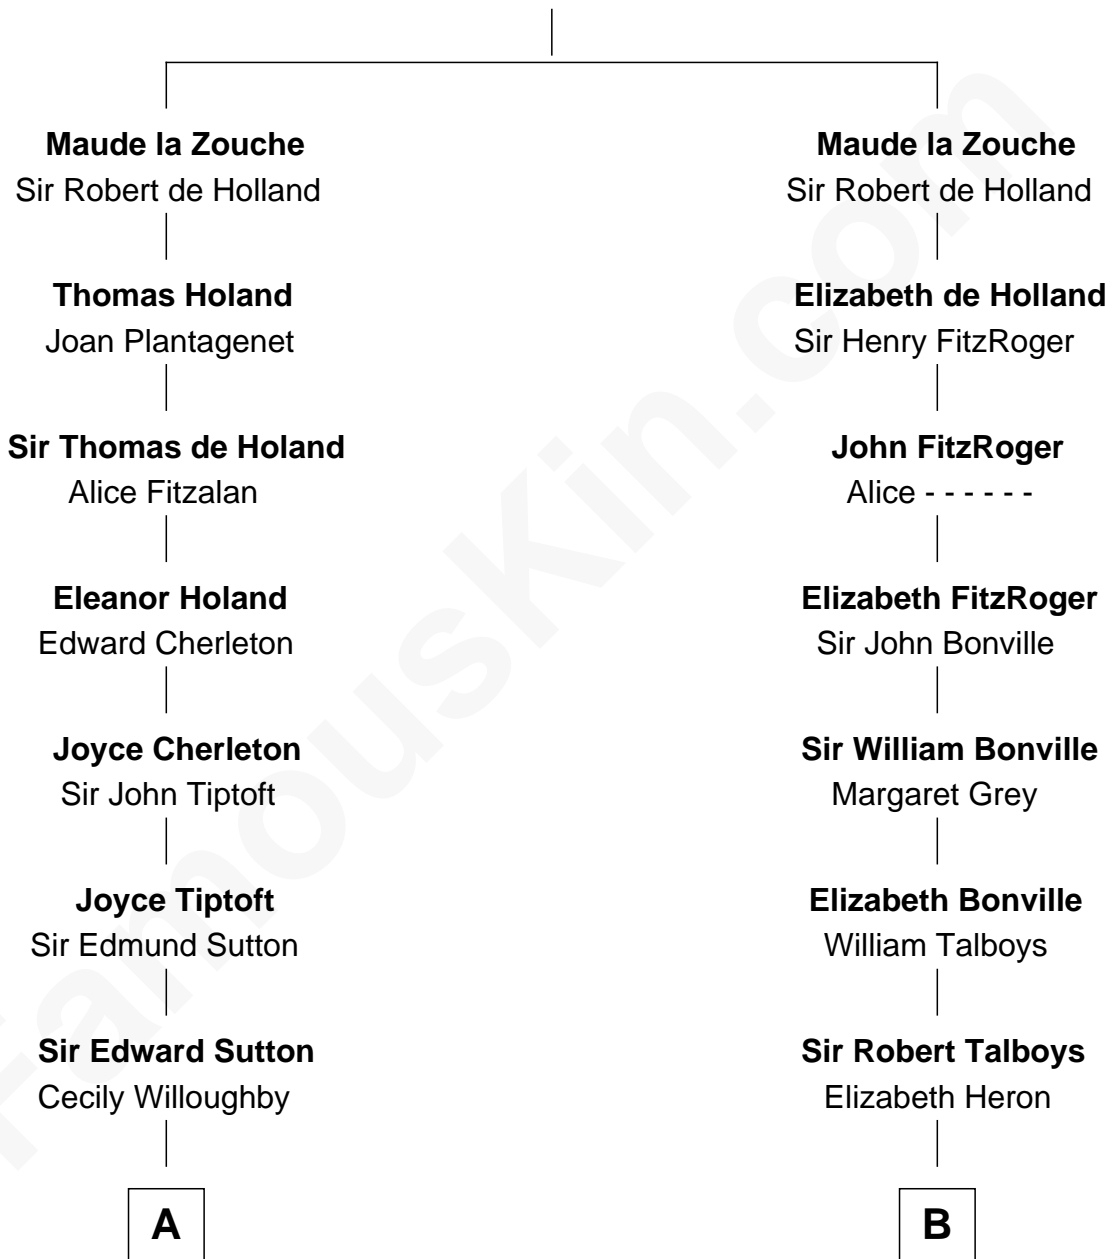 Maude la Zouche
Sir Robert de Holland
Thomas Holand
Joan Plantagenet
Sir Thomas de Holand
Alice Fitzalan
Eleanor Holand
Edward Cherleton
Joyce Cherleton
Sir John Tiptoft
Joyce Tiptoft
Sir Edmund Sutton
Sir Edward Sutton
Cecily Willoughby
A
Maude la Zouche
Sir Robert de Holland
Elizabeth de Holland
Sir Henry FitzRoger
John FitzRoger
Alice - - - - - -
Elizabeth FitzRoger
Sir John Bonville
Sir William Bonville
Margaret Grey
Elizabeth Bonville
William Talboys
Sir Robert Talboys
Elizabeth Heron
B
FamousKin.com